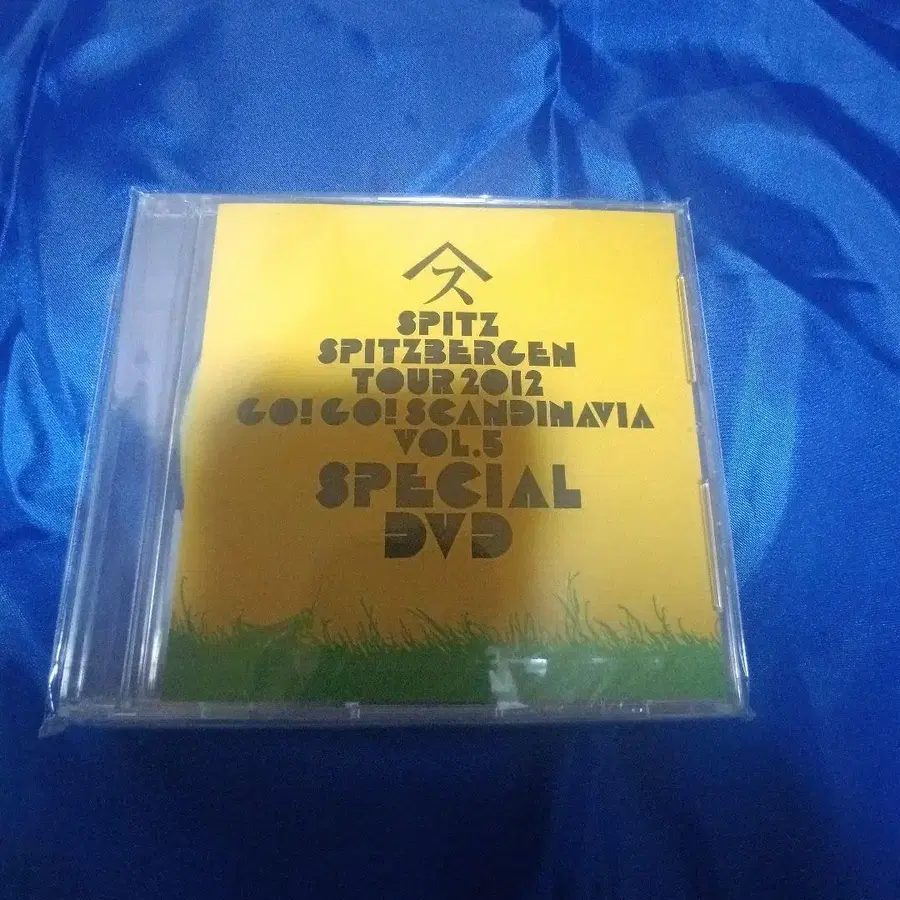 ス
SPITZ
SPITZBERGEN
TOUR 2012
GO! GO! SCANDINAVIA
VOL.5
SPECIAL
DVD